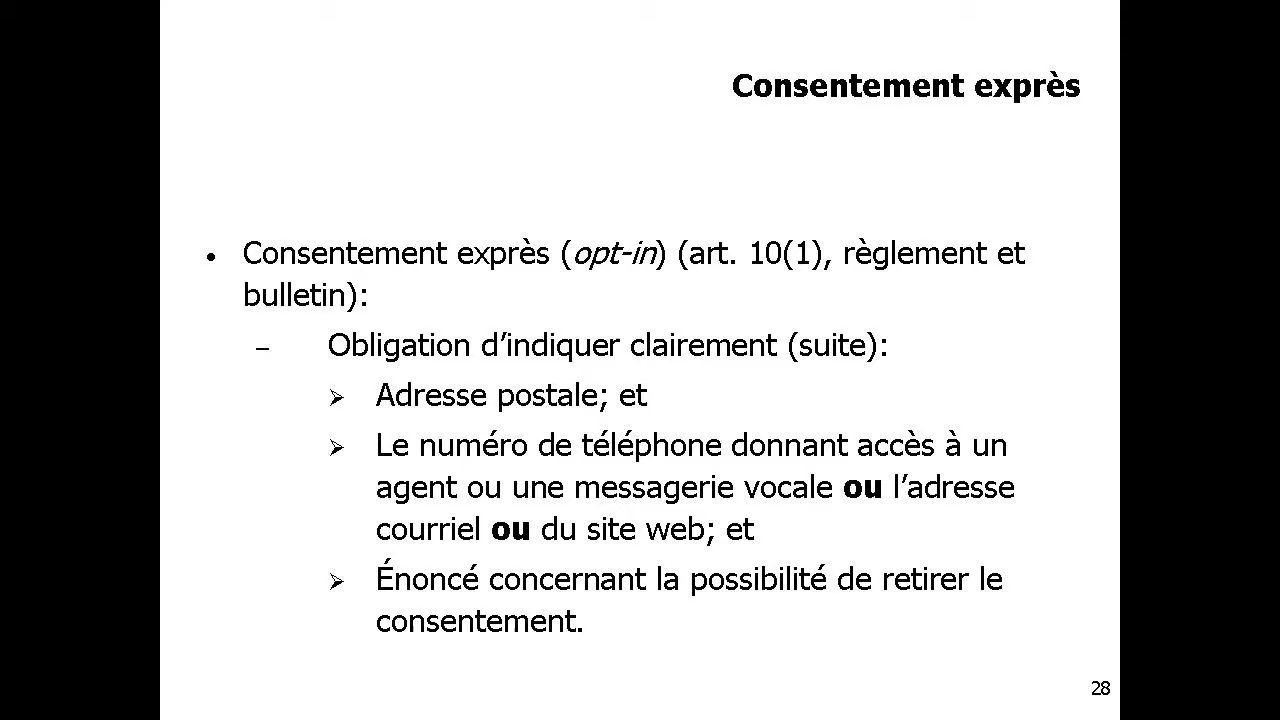 Consentement exprès
• Consentement exprès (opt-in) (art. 10(1), règlement et
bulletin):
– Obligation d’indiquer clairement (suite):
➢ Adresse postale; et
➢ Le numéro de téléphone donnant accès à un
agent ou une messagerie vocale ou l’adresse
courriel ou du site web; et
➢ Énoncé concernant la possibilité de retirer le
consentement.
28